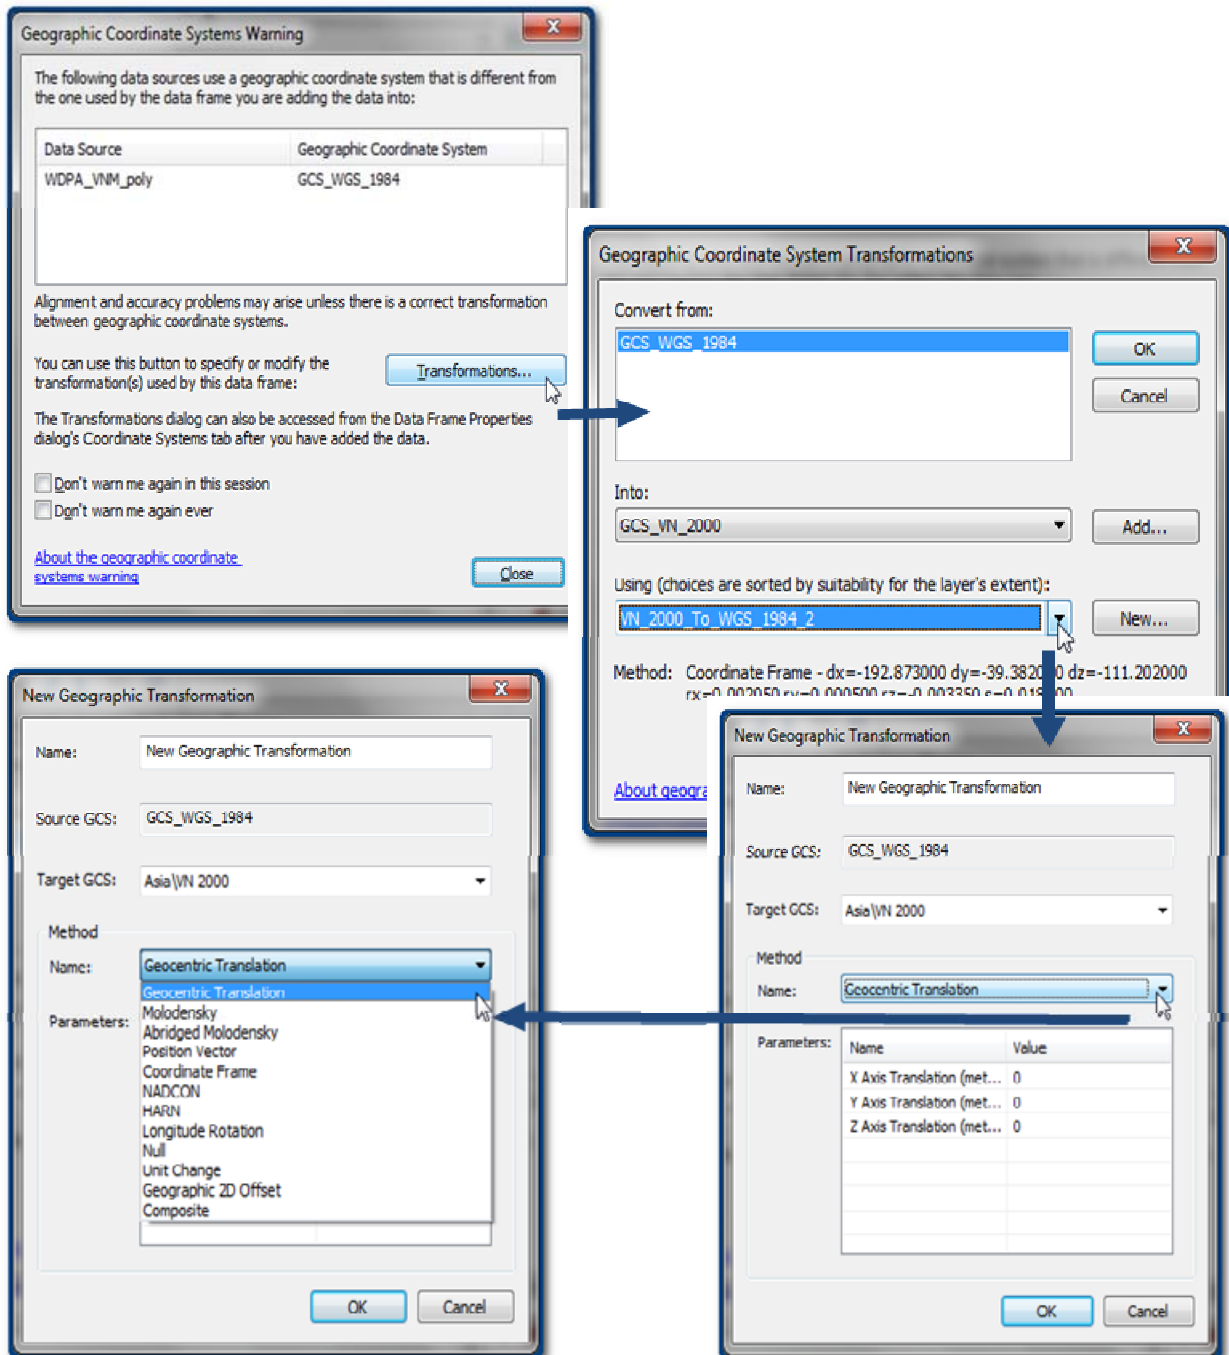 Geographic Coordinate Systems Warning
The following data sources use a geographic coordinate system that is different from
the one used by the data frame you are adding the data into:
Data Source Geographic Coordinate System
WDPA_VNM_poly GCS_WGS_1984
Alignment and accuracy problems may arise unless there is a correct transformation
between geographic coordinate systems.
You can use this button to specify or modify the
transformation(s) used by this data frame:
Transformations...
The Transformations dialog can also be accessed from the Data Frame Properties
dialog's Coordinate Systems tab after you have added the data.
Don't warn me again in this session
Don't warn me again ever
About the geographic coordinate
systems warning
Close
Geographic Coordinate System Transformations
Convert from:
GCS_WGS_1984
OK
Cancel
Into:
GCS_VN_2000
Add...
Using (choices are sorted by suitability for the layer's extent):
VN_2000_To_WGS_1984_2
New...
Method: Coordinate Frame - dx=-192.873000 dy=-39.382000 dz=-111.202000
About
New Geographic Transformation
Name: New Geographic Transformation
Source GCS: GCS_WGS_1984
Target GCS: Asia\VN 2000
Method
Name: Geocentric Translation
Parameters: Name Value
X Axis Translation (met... 0
Y Axis Translation (met... 0
Z Axis Translation (met... 0
OK Cancel
New Geographic Transformation
Name: New Geographic Transformation
Source GCS: GCS_WGS_1984
Target GCS: Asia\VN 2000
Method
Name: Geocentric Translation
Geocentric Translation
Molodensky
Abridged Molodensky
Parameters:
Position Vector
Coordinate Frame
NADCON
HARN
Longitude Rotation
Null
Unit Change
Geographic 2D Offset
Composite
OK Cancel